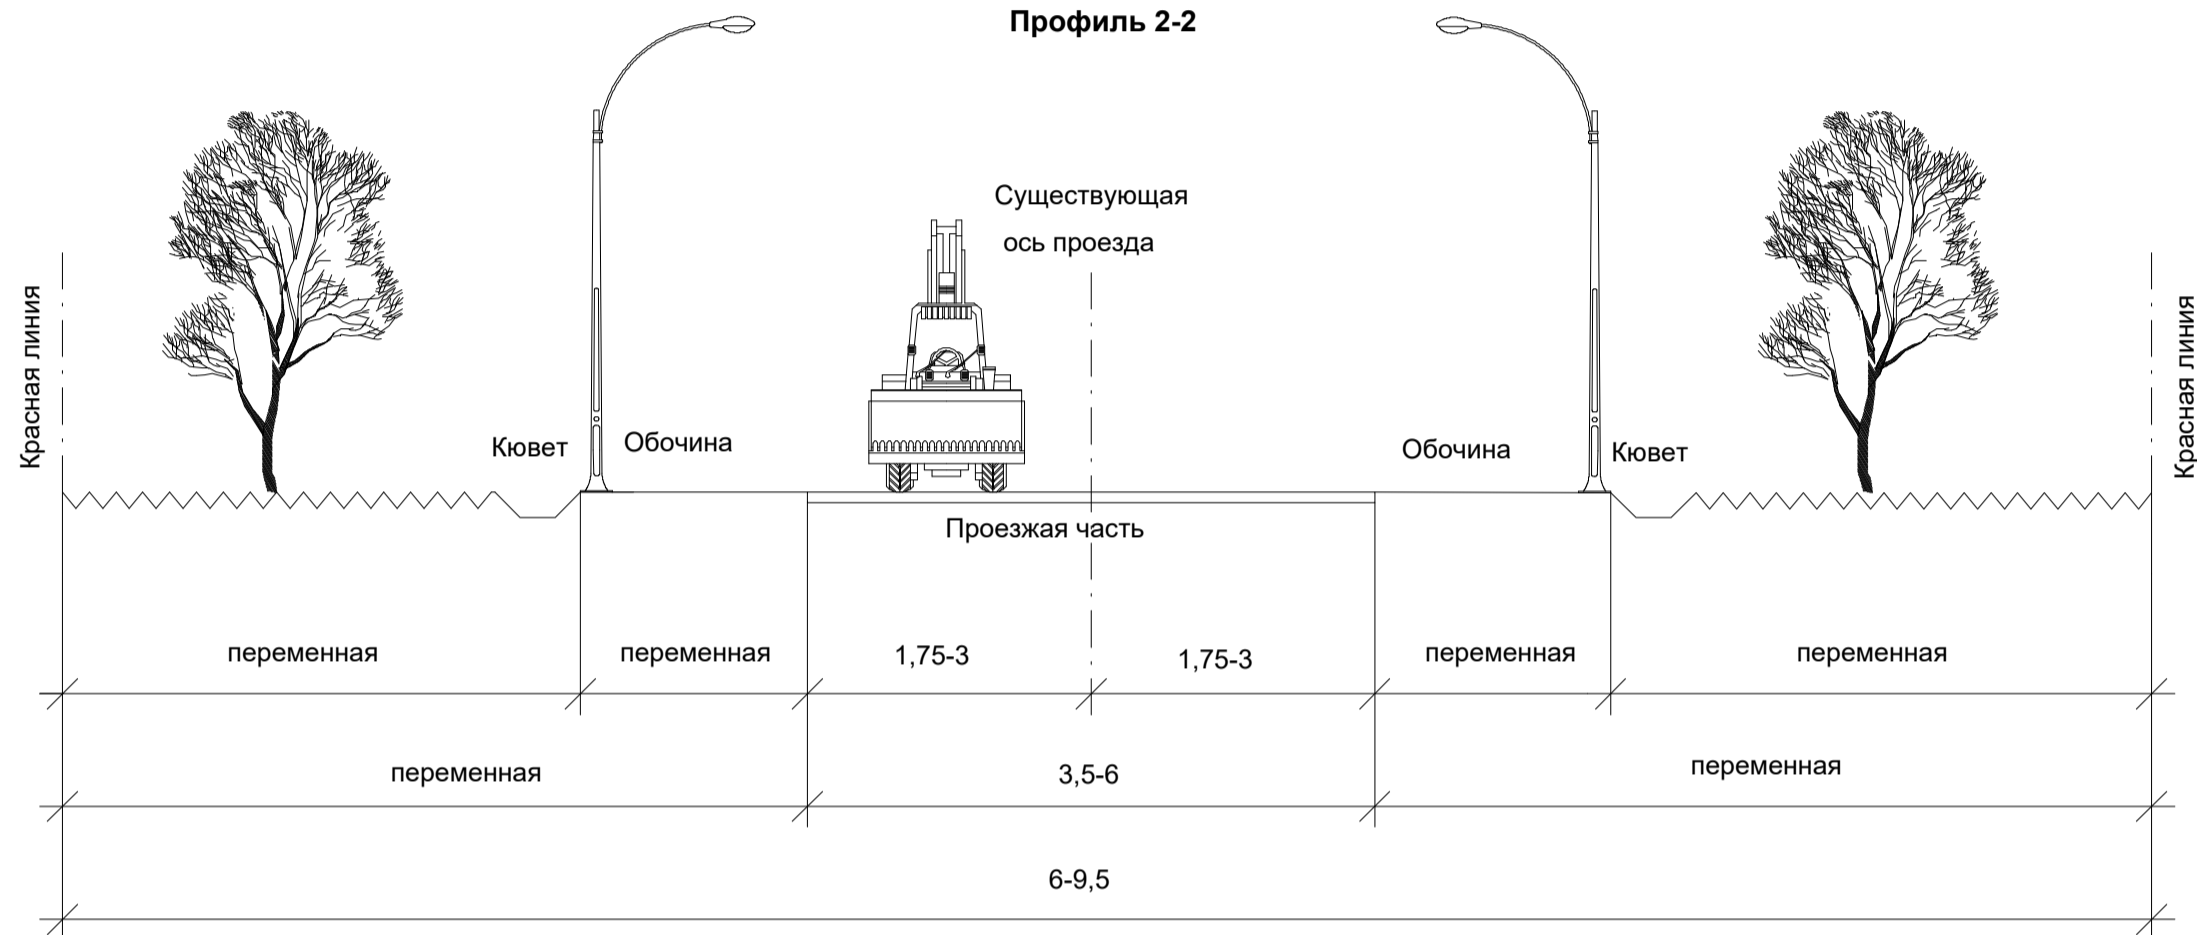 Профиль 2-2
Существующая
ось проезда
Красная линия
Красная линия
Кювет
Обочина
Обочина
Кювет
Проезжая часть
переменная
переменная
1,75-3
1,75-3
переменная
переменная
переменная
3,5-6
переменная
6-9,5